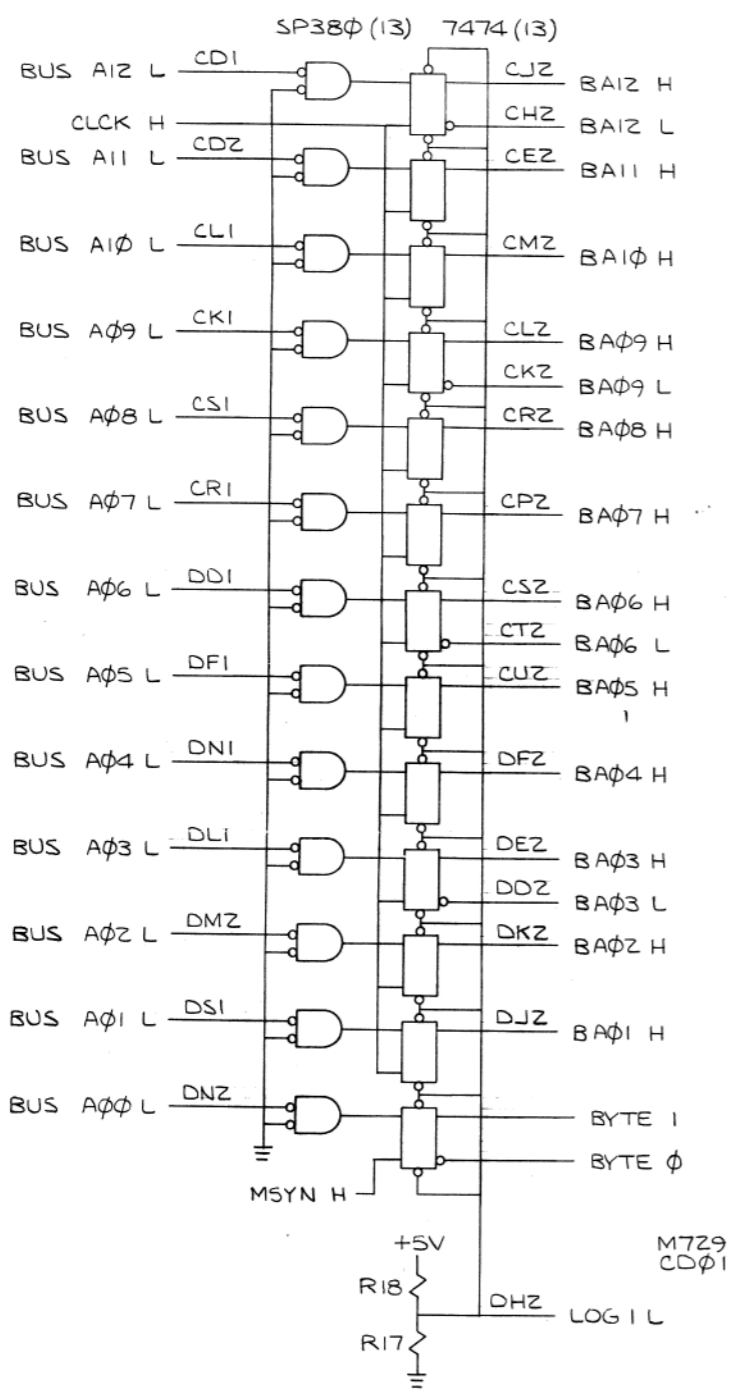 SP38Ø (13) 7474 (13)
BUS A12 L CD1 CJ2 BA12 H
CLCK H CH2 BA12 L
BUS A11 L CD2 CE2 BA11 H
BUS A1Ø L CL1 CM2 BA1Ø H
BUS AØ9 L CK1 CL2 BAØ9 H
CK2 BAØ9 L
BUS AØ8 L CS1 CR2 BAØ8 H
BUS AØ7 L CR1 CP2 BAØ7 H
BUS AØ6 L DD1 CS2 BAØ6 H
CT2 BAØ6 L
BUS AØ5 L DF1 CU2 BAØ5 H
BUS AØ4 L DN1 DF2 BAØ4 H
BUS AØ3 L DL1 DE2 BAØ3 H
DD2 BAØ3 L
BUS AØ2 L DM2 DK2 BAØ2 H
BUS AØ1 L DS1 DJ2 BAØ1 H
BUS AØØ L DN2 BYTE 1
BYTE Ø
MSYN H
+5V M729
CDØ1
R18
DH2 LOG 1 L
R17